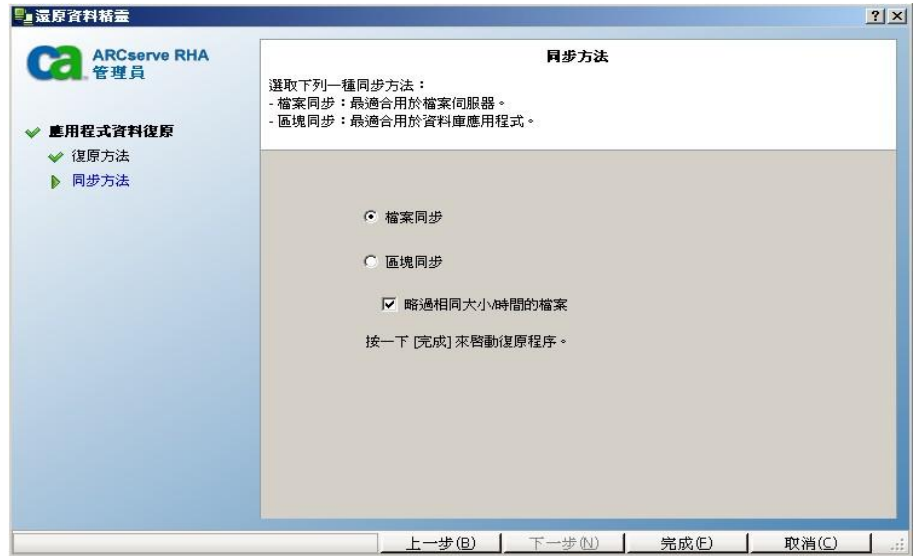 還原資料精靈
ca ARCserve RHA
管理員
應用程式資料復原
復原方法
同步方法
同步方法
選取下列一種同步方法：
- 檔案同步：最適合用於檔案伺服器。
- 區塊同步：最適合用於資料庫應用程式。
檔案同步
區塊同步
略過相同大小/時間的檔案
按一下 [完成] 來啟動復原程序。
上一步(B) 下一步(N) 完成(F) 取消(C)